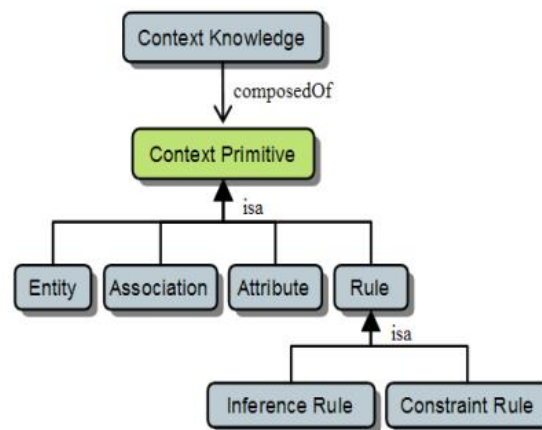 Context Knowledge
composedOf
Context Primitive
isa
Entity
Association
Attribute
Rule
isa
Inference Rule
Constraint Rule